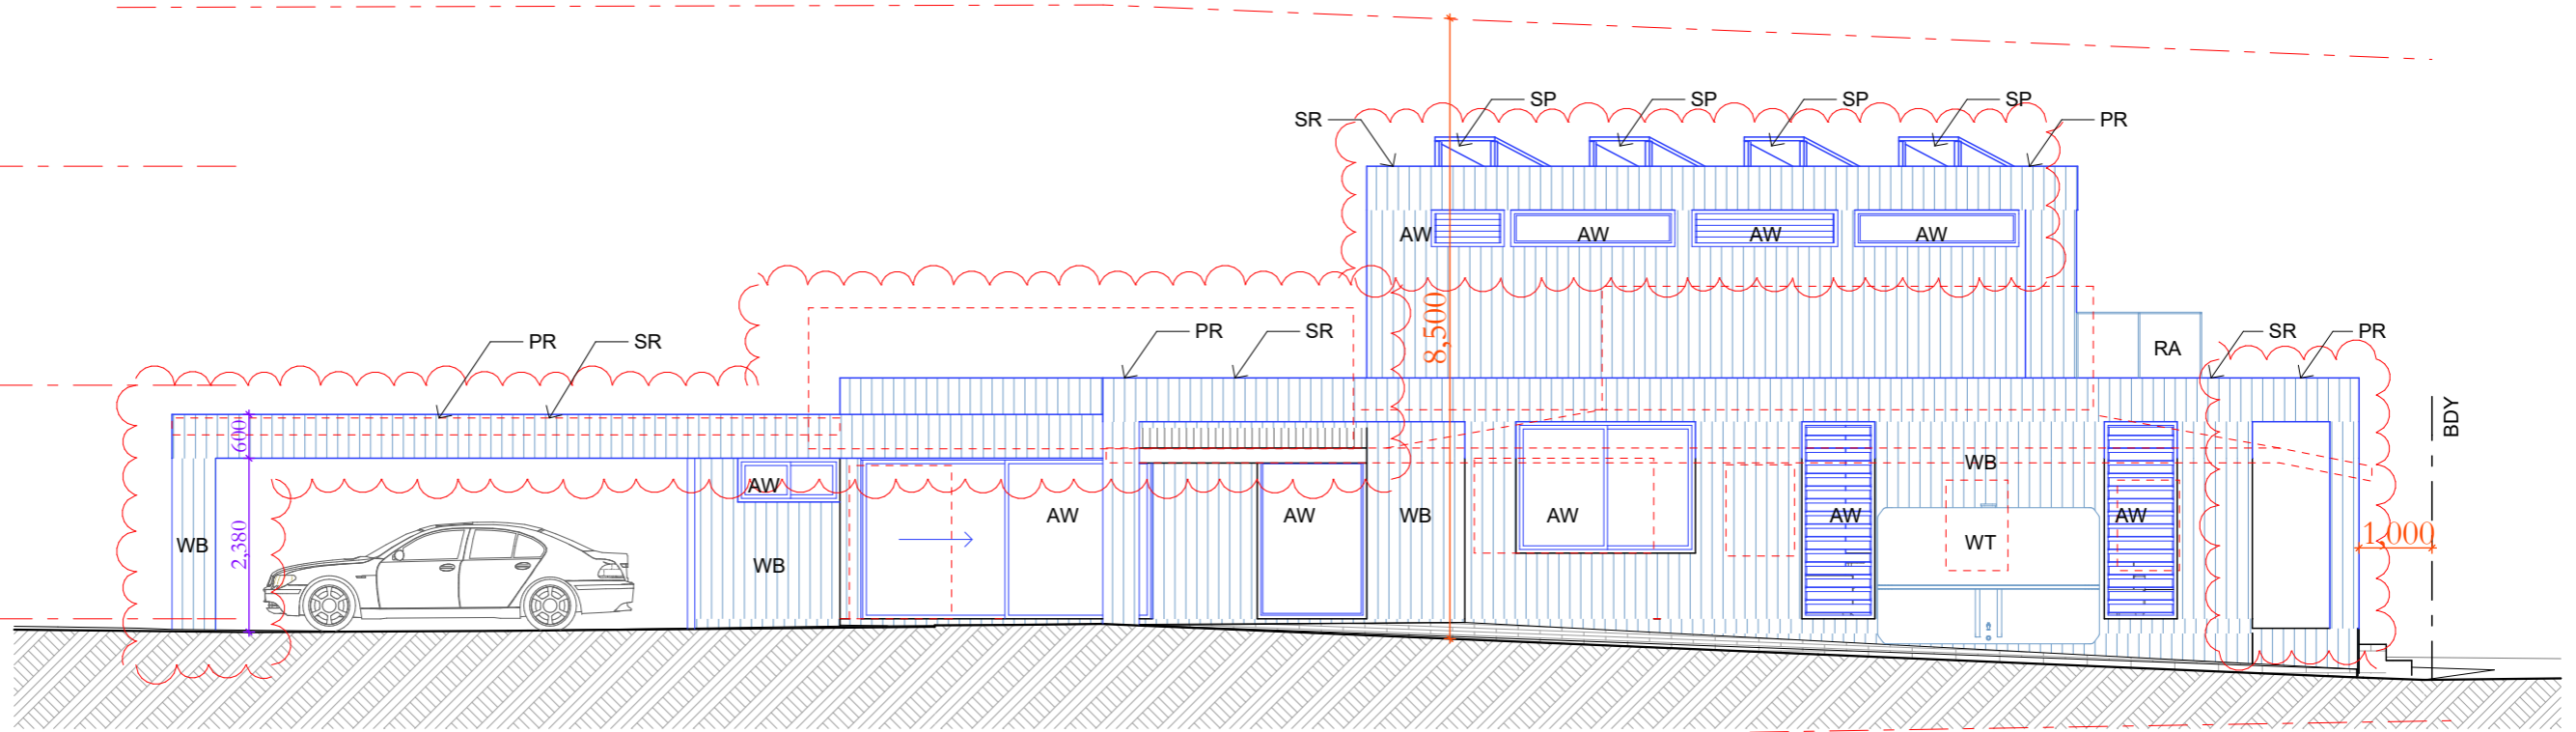 SP SP SP SP
SR PR
AW AW AW AW
8,500
PR SR PR SR RA SR PR
BDY
600
AW WB
2,380 WB AW AW WB AW AW WT AW 1,000
WB